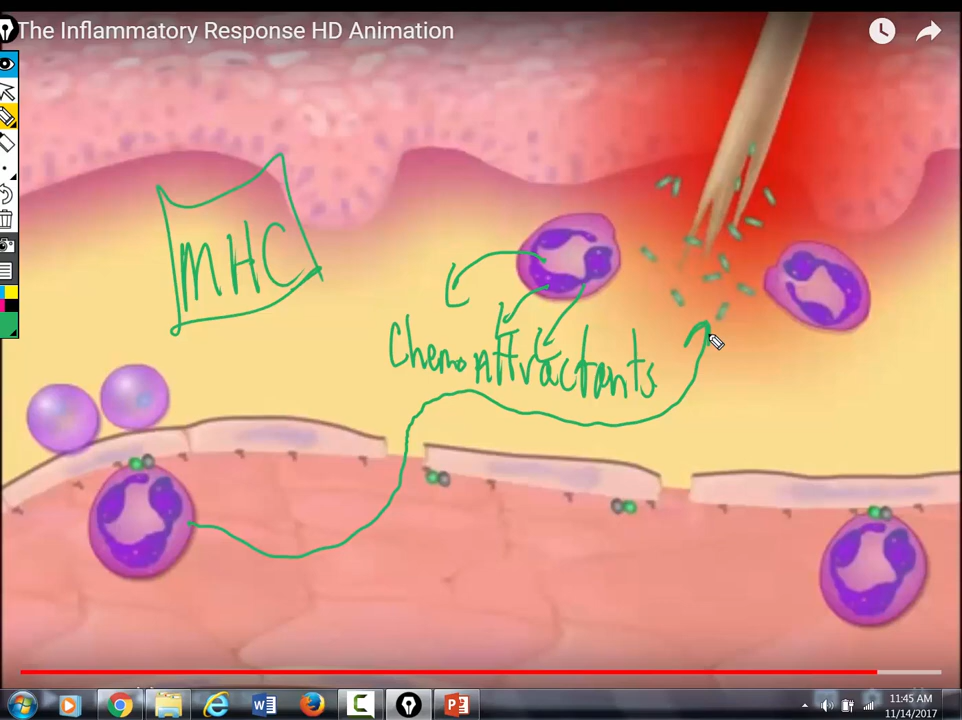 The Inflammatory Response HD Animation
MHC
Chemoattractants
11:45 AM
11/14/2017